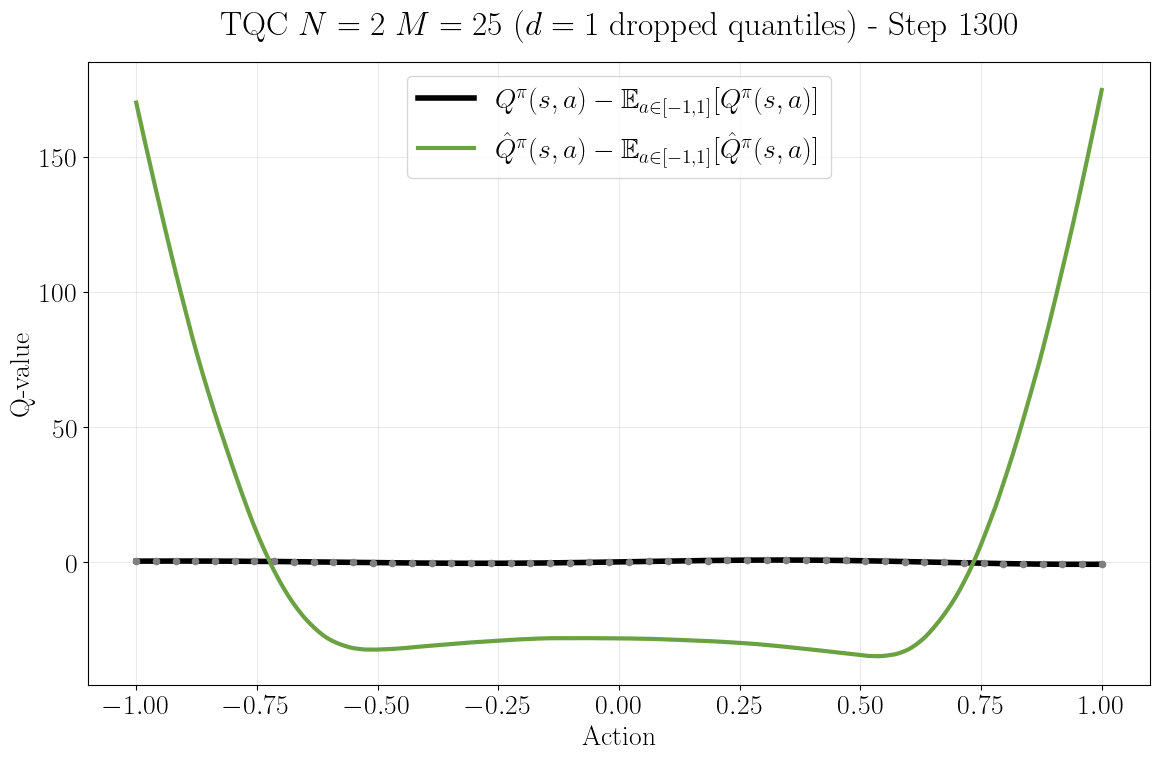 TQC N = 2 M = 25 (d = 1 dropped quantiles) - Step 1300
Q^π(s, a) − 𝔼_{a∈[−1,1]}[Q^π(s, a)]
Q̂^π(s, a) − 𝔼_{a∈[−1,1]}[Q̂^π(s, a)]
150
100
50
0
Q-value
−1.00 −0.75 −0.50 −0.25 0.00 0.25 0.50 0.75 1.00
Action